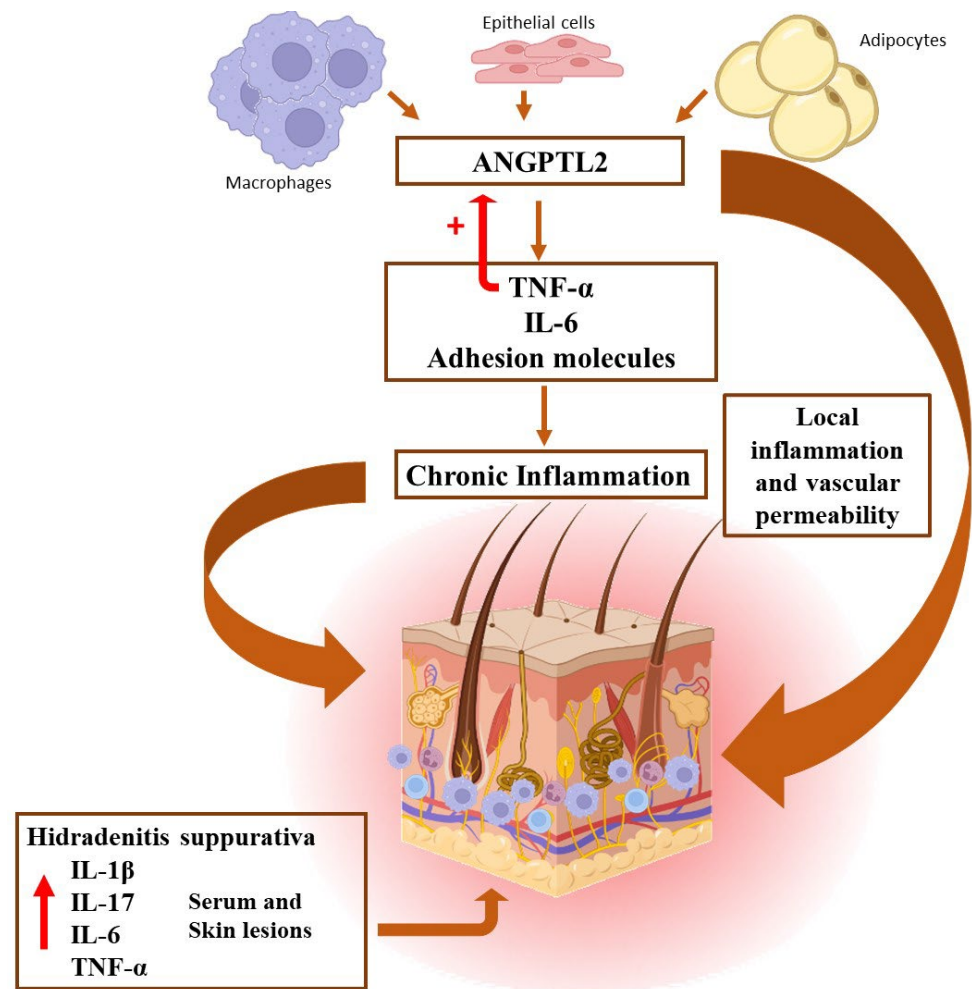 Epithelial cells
Adipocytes
Macrophages
ANGPTL2
+
TNF-α
IL-6
Adhesion molecules
Chronic Inflammation
Local
inflammation
and vascular
permeability
Hidradenitis suppurativa
IL-1β
IL-17
IL-6
TNF-α
Serum and
Skin lesions